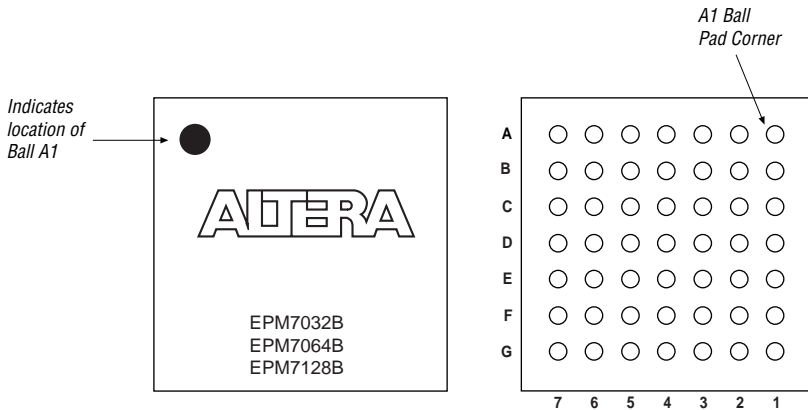 A1 Ball
Pad Corner
Indicates
location of
Ball A1
ALTERA
EPM7032B
EPM7064B
EPM7128B
A
B
C
D
E
F
G
7 6 5 4 3 2 1